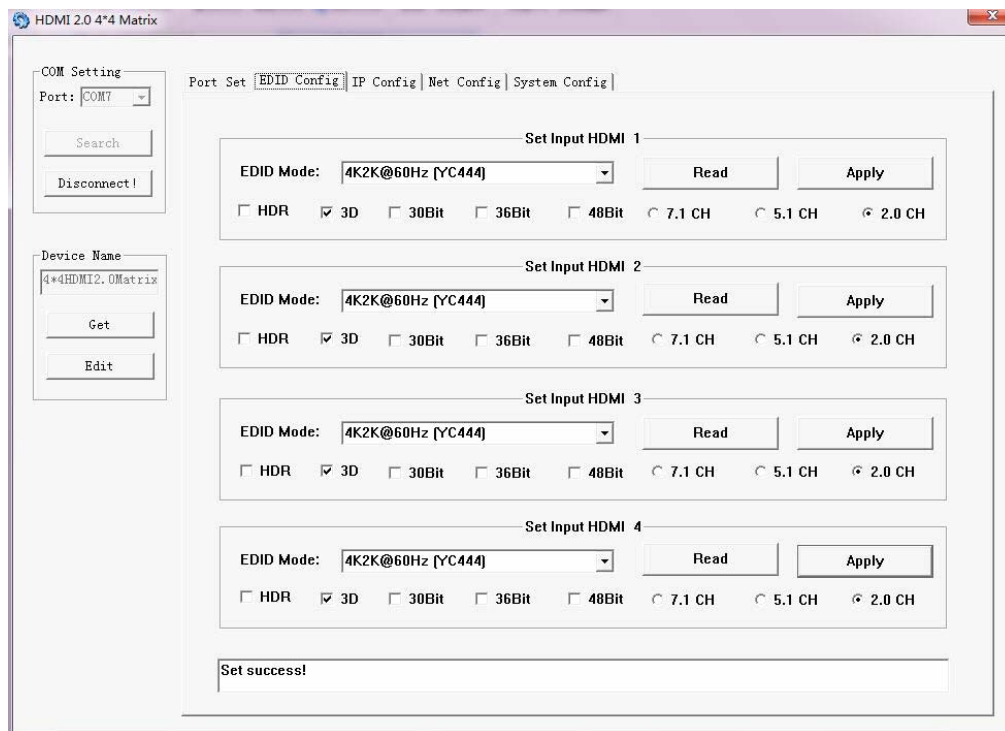 HDMI 2.0 4*4 Matrix
COM Setting
Port: COM7
Search
Disconnect!
Device Name
4*4HDMI2.0Matrix
Get
Edit
Port Set EDID Config IP Config Net Config System Config
Set Input HDMI 1
EDID Mode: 4K2K@60Hz (YC444) Read Apply
HDR 3D 30Bit 36Bit 48Bit 7.1 CH 5.1 CH 2.0 CH
Set Input HDMI 2
EDID Mode: 4K2K@60Hz (YC444) Read Apply
HDR 3D 30Bit 36Bit 48Bit 7.1 CH 5.1 CH 2.0 CH
Set Input HDMI 3
EDID Mode: 4K2K@60Hz (YC444) Read Apply
HDR 3D 30Bit 36Bit 48Bit 7.1 CH 5.1 CH 2.0 CH
Set Input HDMI 4
EDID Mode: 4K2K@60Hz (YC444) Read Apply
HDR 3D 30Bit 36Bit 48Bit 7.1 CH 5.1 CH 2.0 CH
Set success!